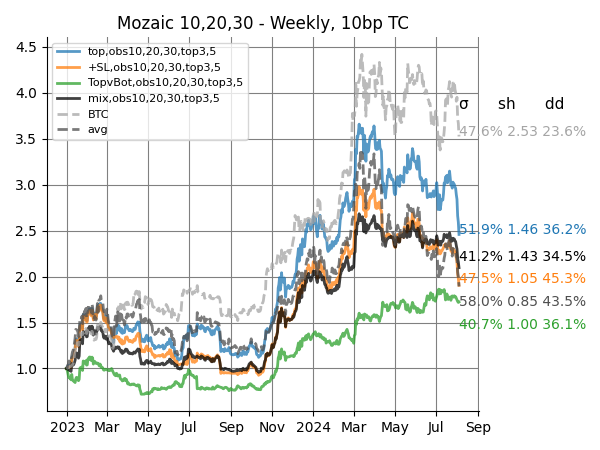 Mozaic 10,20,30 - Weekly, 10bp TC
4.5
4.0
3.5
3.0
2.5
2.0
1.5
1.0
top,obs10,20,30,top3,5
+SL,obs10,20,30,top3,5
TopvBot,obs10,20,30,top3,5
mix,obs10,20,30,top3,5
BTC
avg
σ sh dd
47.6% 2.53 23.6%
51.9% 1.46 36.2%
41.2% 1.43 34.5%
47.5% 1.05 45.3%
58.0% 0.85 43.5%
40.7% 1.00 36.1%
2023 Mar May Jul Sep Nov 2024 Mar May Jul Sep